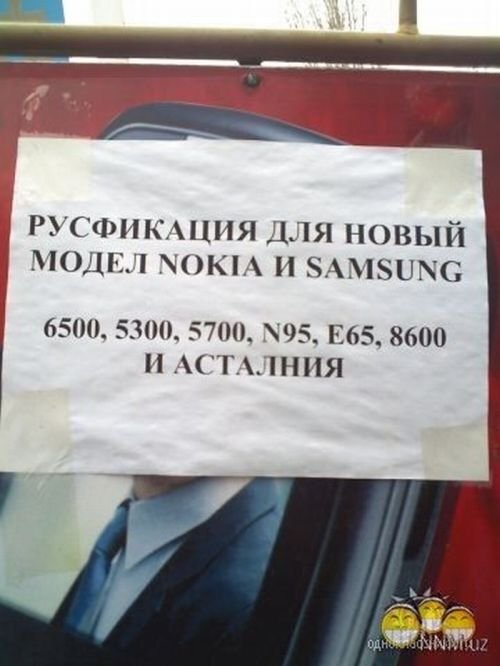 РУСФИКАЦИЯ ДЛЯ НОВЫЙ
МОДЕЛ NOKIA И SAMSUNG
6500, 5300, 5700, N95, E65, 8600
И АСТАЛНИЯ